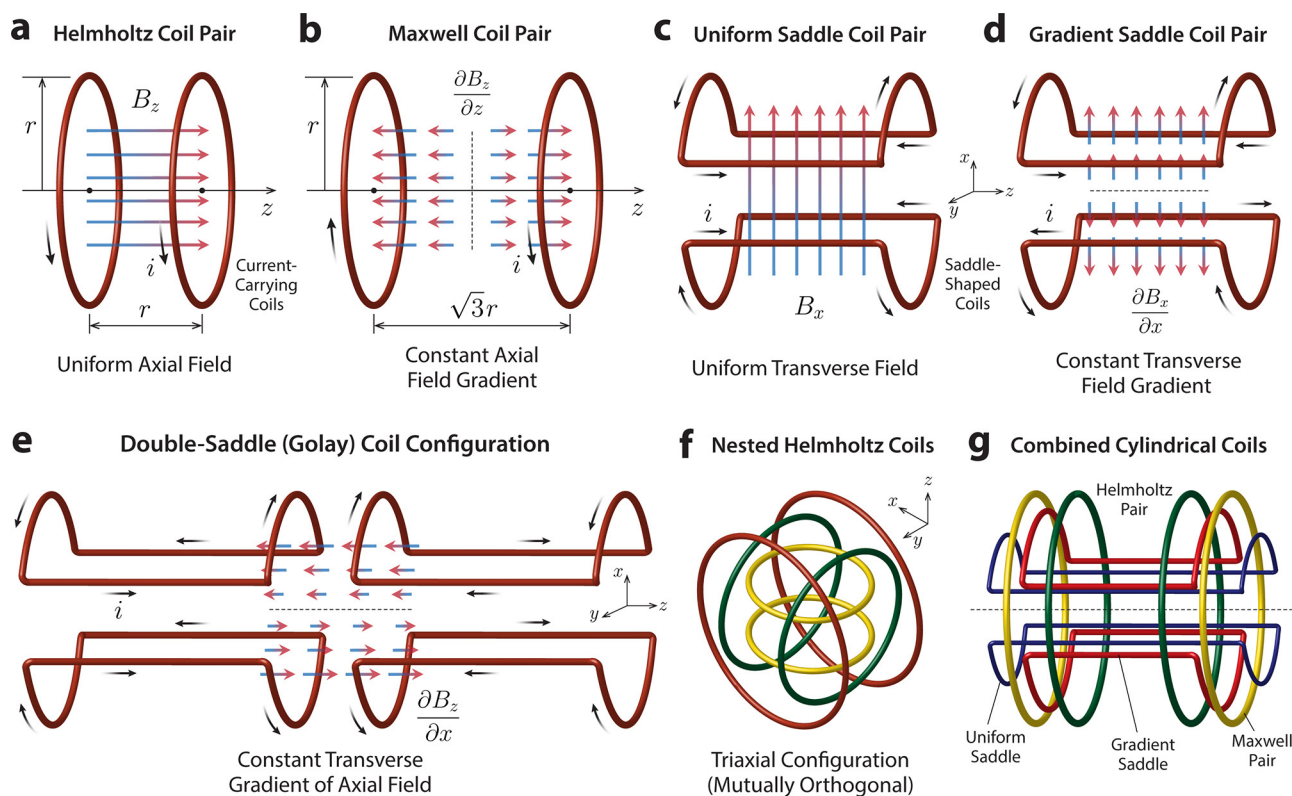 a Helmholtz Coil Pair
r
B_z
i
z
r
Current-
Carrying
Coils
Uniform Axial Field
b Maxwell Coil Pair
r
∂B_z
∂z
i
z
√3r
Constant Axial
Field Gradient
c Uniform Saddle Coil Pair
i
B_x
x
y
z
Saddle-
Shaped
Coils
Uniform Transverse Field
d Gradient Saddle Coil Pair
i
∂B_x
∂x
Constant Transverse
Field Gradient
e Double-Saddle (Golay) Coil Configuration
i
x
y
z
∂B_z
∂x
Constant Transverse
Gradient of Axial Field
f Nested Helmholtz Coils
z
x
y
Triaxial Configuration
(Mutually Orthogonal)
g Combined Cylindrical Coils
Helmholtz
Pair
Uniform
Saddle
Gradient
Saddle
Maxwell
Pair